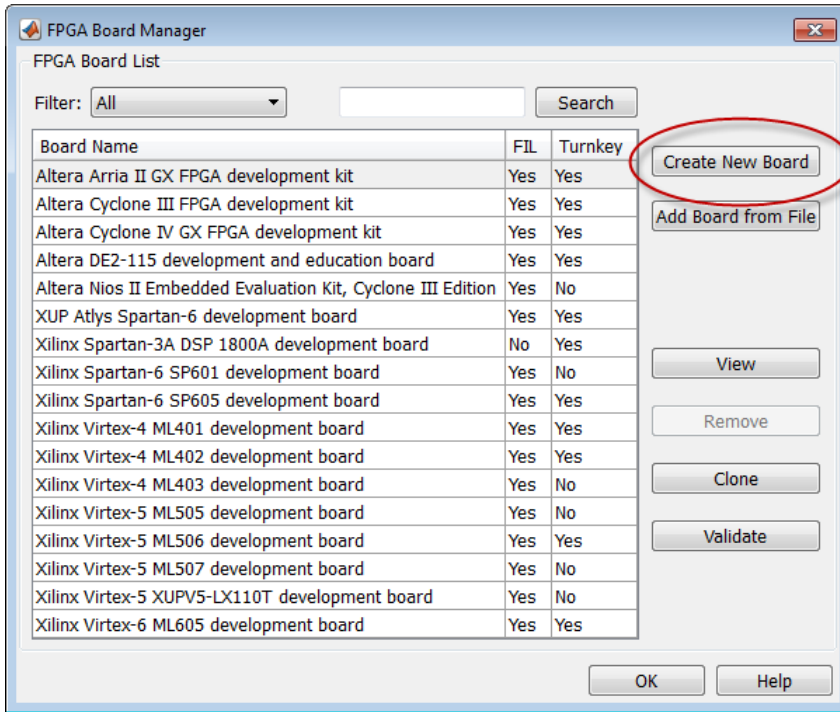 FPGA Board Manager
FPGA Board List
Filter: All Search
Board Name FIL Turnkey
Altera Arria II GX FPGA development kit Yes Yes
Altera Cyclone III FPGA development kit Yes Yes
Altera Cyclone IV GX FPGA development kit Yes Yes
Altera DE2-115 development and education board Yes Yes
Altera Nios II Embedded Evaluation Kit, Cyclone III Edition Yes No
XUP Atlys Spartan-6 development board Yes Yes
Xilinx Spartan-3A DSP 1800A development board No Yes
Xilinx Spartan-6 SP601 development board Yes No
Xilinx Spartan-6 SP605 development board Yes Yes
Xilinx Virtex-4 ML401 development board Yes Yes
Xilinx Virtex-4 ML402 development board Yes Yes
Xilinx Virtex-4 ML403 development board Yes No
Xilinx Virtex-5 ML505 development board Yes No
Xilinx Virtex-5 ML506 development board Yes Yes
Xilinx Virtex-5 ML507 development board Yes No
Xilinx Virtex-5 XUPV5-LX110T development board Yes No
Xilinx Virtex-6 ML605 development board Yes Yes
Create New Board
Add Board from File
View
Remove
Clone
Validate
OK Help